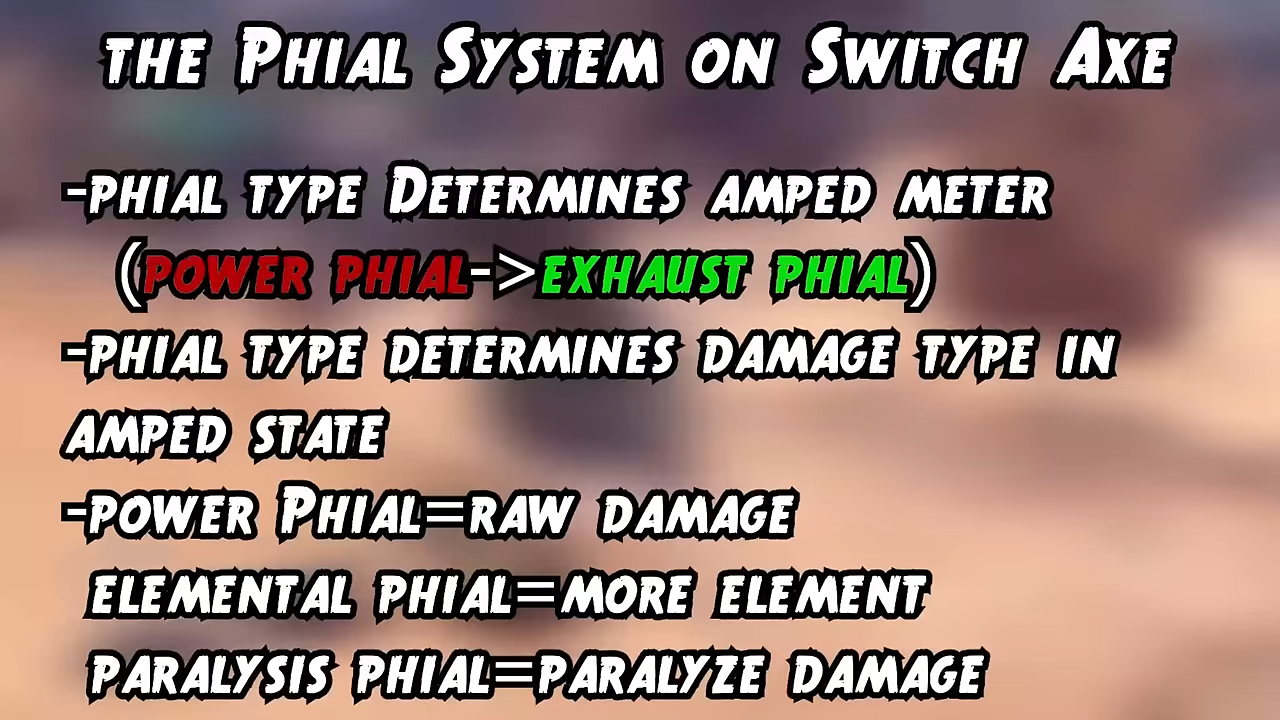 the Phial System on Switch Axe
-phial type Determines amped meter
(power phial->exhaust phial)
-phial type determines damage type in
amped state
-power Phial=raw damage
elemental phial=more element
paralysis phial=paralyze damage